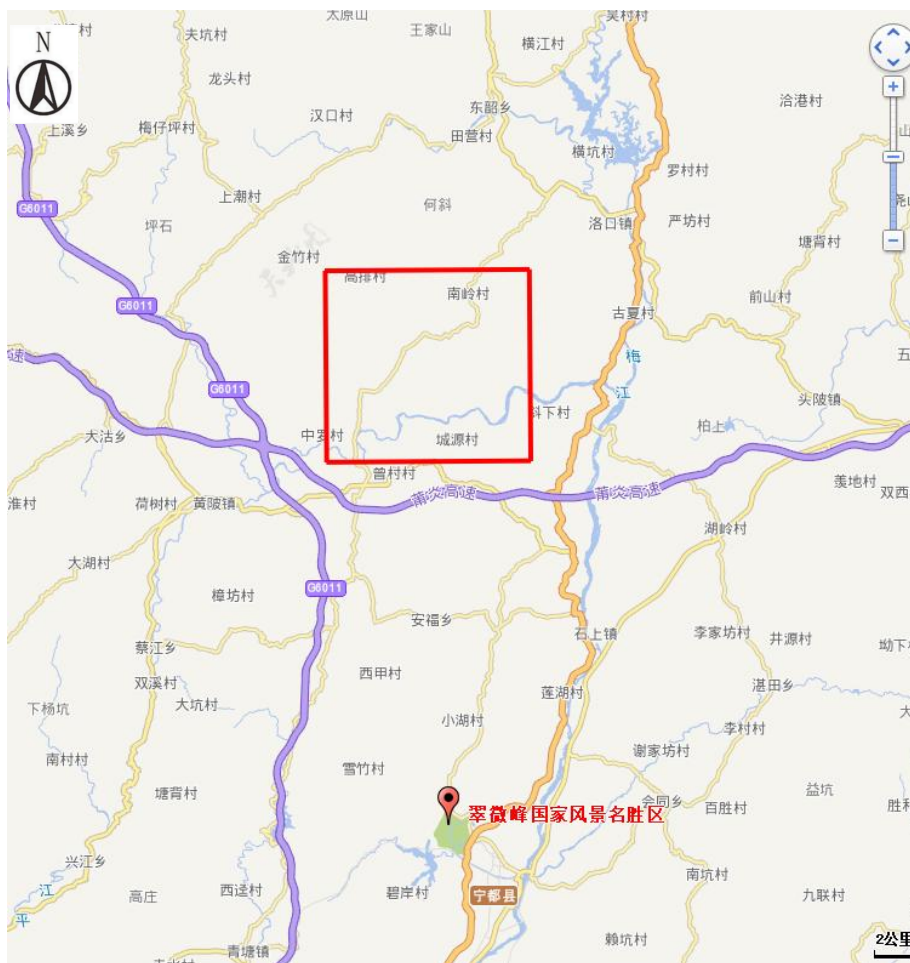 太原山
吴村村
夫坑村
王家山
横江村
N
龙头村
洽港村
汉口村
东韶乡
上溪乡
梅仔坪村
田营村
横坑村
罗村村
上潮村
G6011
何斜
坪石
洛口镇
严坊村
塘背村
金竹村
高排村
南岭村
前山村
G6011
古夏村
梅
江
五
速
G6011
头陂镇
料下村
柏上
大沽乡
中罗村
城源村
曾村村
羡地村
莆炎高速
莆炎高速
双西
淮村
荷树村
黄陂镇
湖岭村
大湖村
G6011
樟坊村
安福乡
石上镇
李家坊村
井源村
蔡江乡
西甲村
双溪村
湛田乡
大坑村
莲湖村
下杨坑
小湖村
李村村
南村村
谢家坊村
雪竹村
塘背村
会同乡
益坑
翠微峰国家风景名胜区
百胜村
兴江乡
南坑村
高庄
西迳村
碧岸村
宁都县
九联村
江
平
赖坑村
青塘镇
2公里